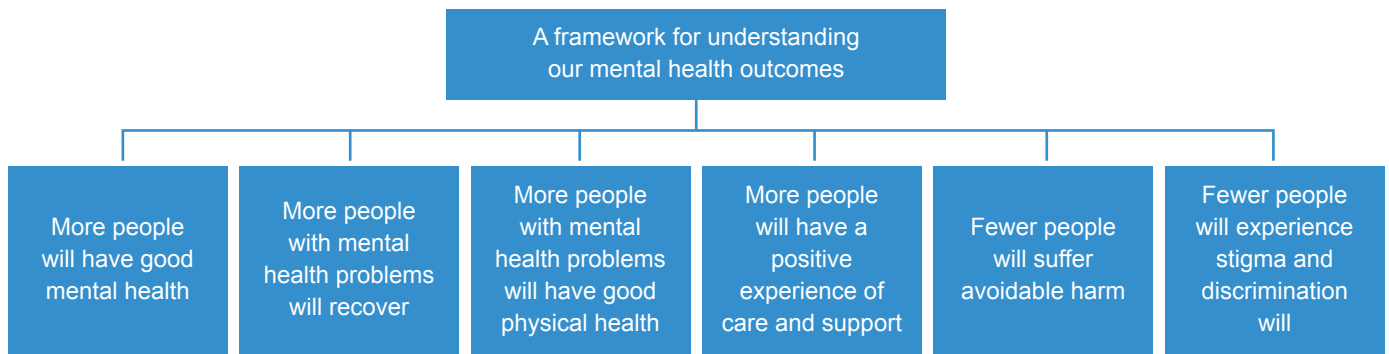 A framework for understanding
our mental health outcomes
More people
will have good
mental health
More people
with mental
health problems
will recover
More people
with mental
health problems
will have good
physical health
More people
will have a
positive
experience of
care and support
Fewer people
will suffer
avoidable harm
Fewer people
will experience
stigma and
discrimination
will